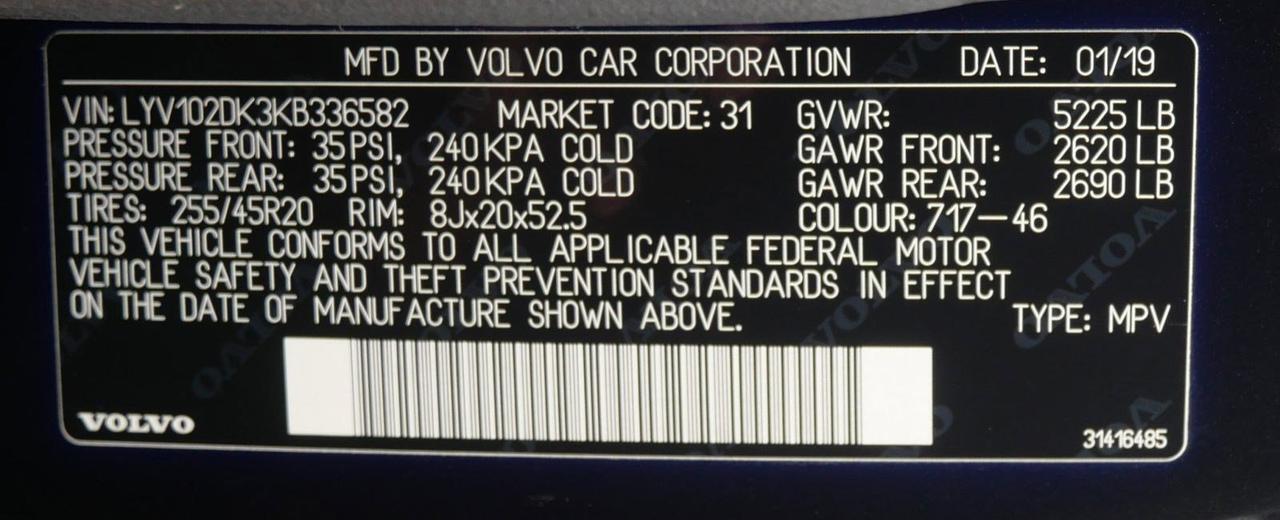 MFD BY VOLVO CAR CORPORATION DATE: 01/19
VIN: LYV102DK3KB336582 MARKET CODE: 31 GVWR: 5225 LB
PRESSURE FRONT: 35 PSI, 240 KPA COLD GAWR FRONT: 2620 LB
PRESSURE REAR: 35 PSI, 240 KPA COLD GAWR REAR: 2690 LB
TIRES: 255/45R20 RIM: 8Jx20x52.5 COLOUR: 717-46
THIS VEHICLE CONFORMS TO ALL APPLICABLE FEDERAL MOTOR
VEHICLE SAFETY AND THEFT PREVENTION STANDARDS IN EFFECT
ON THE DATE OF MANUFACTURE SHOWN ABOVE. TYPE: MPV
VOLVO 31416485